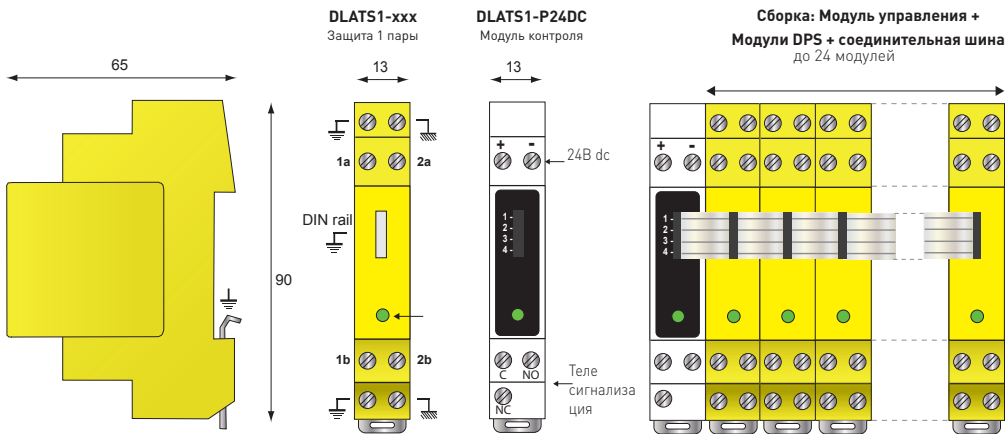 DLATS1-xxx
Защита 1 пары
DLATS1-P24DC
Модуль контроля
Сборка: Модуль управления +
Модули DPS + соединительная шина
до 24 модулей
65
13
13
90
1a
2a
DIN rail
1b
2b
+ -
24В dc
1 -
2 -
3 -
4 -
C NO
NC
Теле
сигнализа
ция
+ -
1 -
2 -
3 -
4 -